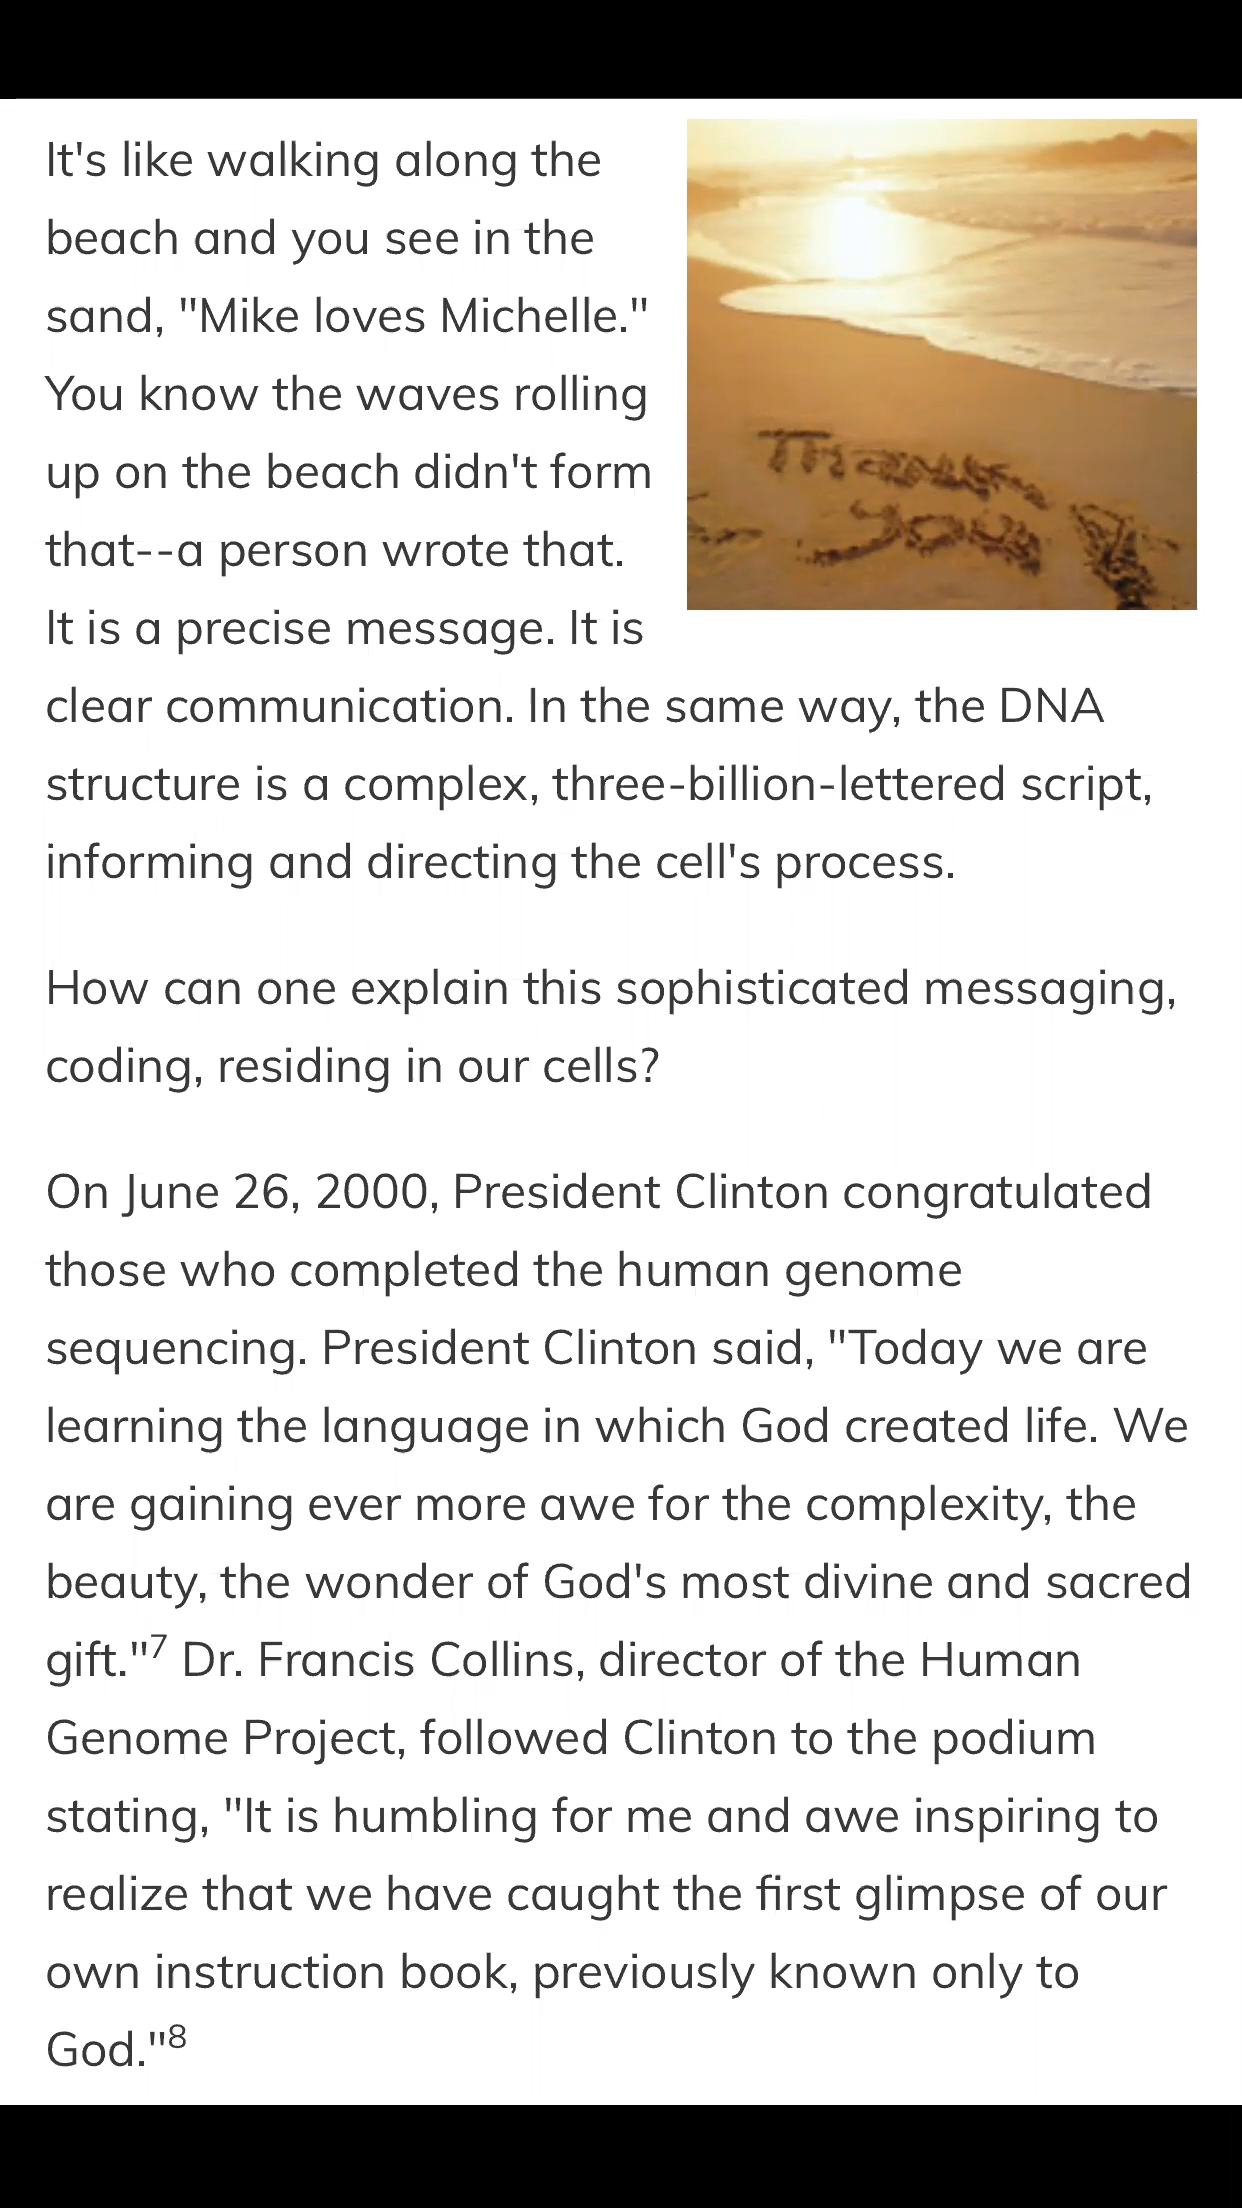 It's like walking along the
beach and you see in the
sand, "Mike loves Michelle."
You know the waves rolling
up on the beach didn't form
that--a person wrote that.
It is a precise message. It is
clear communication. In the same way, the DNA
structure is a complex, three-billion-lettered script,
informing and directing the cell's process.
Thank
you
How can one explain this sophisticated messaging,
coding, residing in our cells?
On June 26, 2000, President Clinton congratulated
those who completed the human genome
sequencing. President Clinton said, "Today we are
learning the language in which God created life. We
are gaining ever more awe for the complexity, the
beauty, the wonder of God's most divine and sacred
gift."7 Dr. Francis Collins, director of the Human
Genome Project, followed Clinton to the podium
stating, "It is humbling for me and awe inspiring to
realize that we have caught the first glimpse of our
own instruction book, previously known only to
God."8